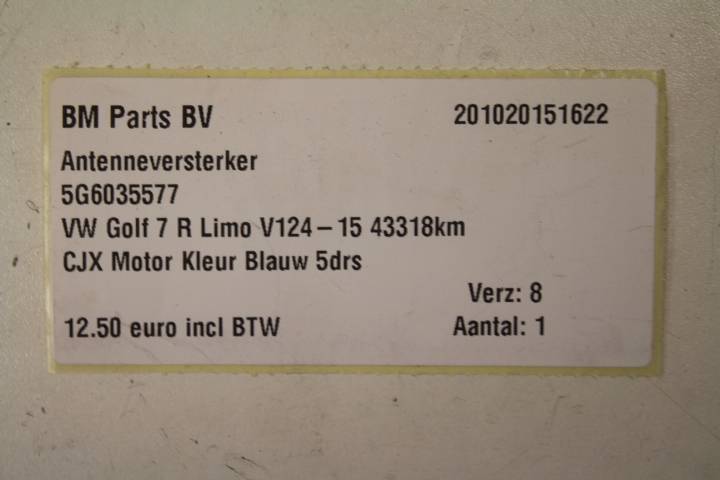 BM Parts BV 201020151622
Antenneversterker
5G6035577
VW Golf 7 R Limo V124 – 15 43318km
CJX Motor Kleur Blauw 5drs
Verz: 8
12.50 euro incl BTW Aantal: 1